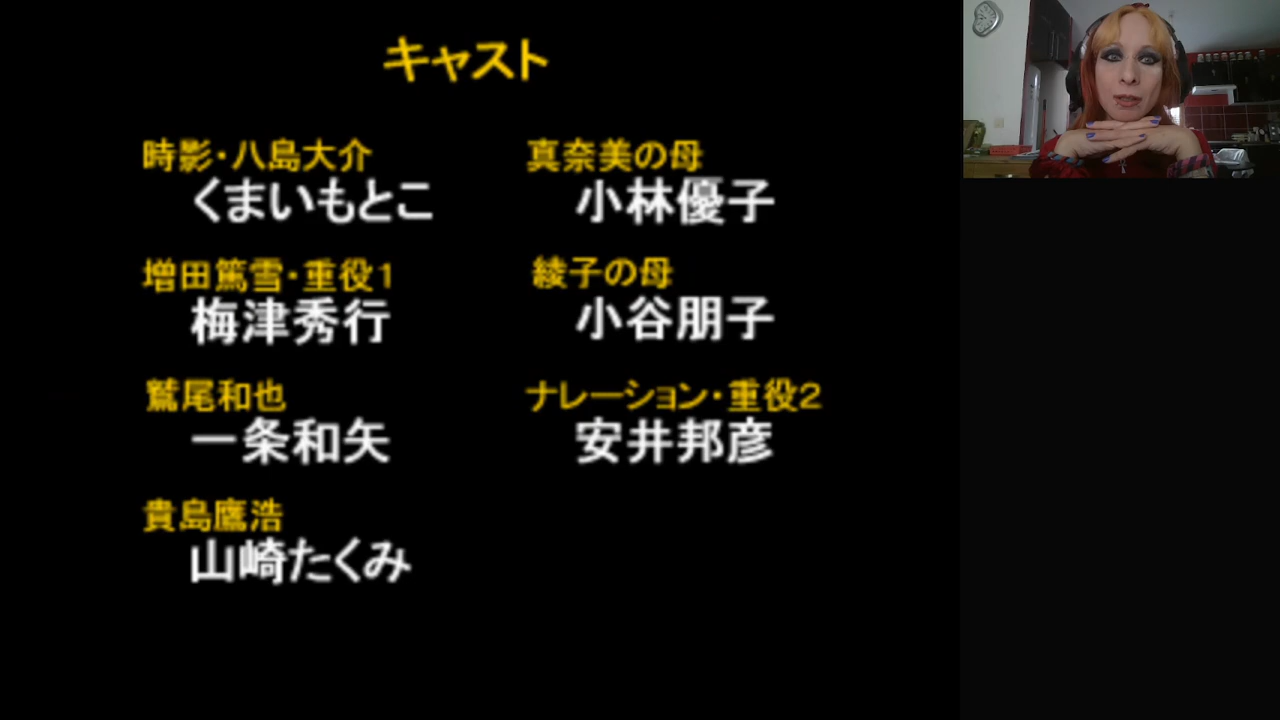 キャスト
時影・八島大介
くまいもとこ
増田篤雪・重役1
梅津秀行
鷲尾和也
一条和矢
貴島鷹浩
山崎たくみ
真奈美の母
小林優子
綾子の母
小谷朋子
ナレーション・重役2
安井邦彦